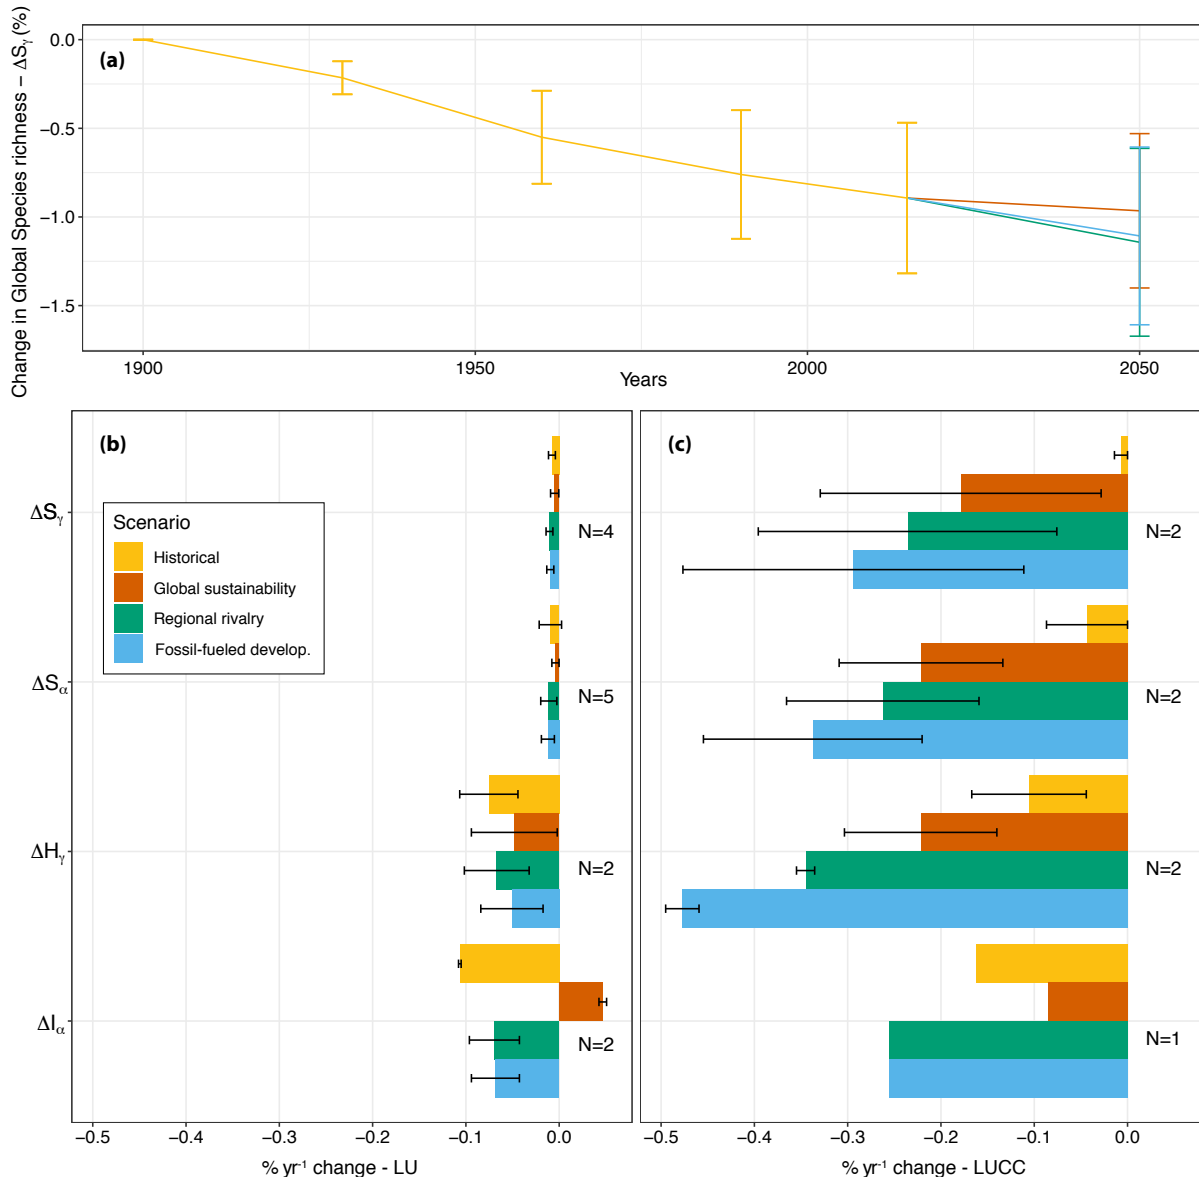 Change in Global Species richness − ΔSγ (%)
(a)
0.0
−0.5
−1.0
−1.5
1900
1950
2000
2050
Years
(b)
ΔSγ
ΔSα
ΔHγ
ΔIα
Scenario
Historical
Global sustainability
Regional rivalry
Fossil-fueled develop.
N=4
N=5
N=2
N=2
−0.5
−0.4
−0.3
−0.2
−0.1
0.0
% yr⁻¹ change - LU
(c)
N=2
N=2
N=2
N=1
−0.5
−0.4
−0.3
−0.2
−0.1
0.0
% yr⁻¹ change - LUCC